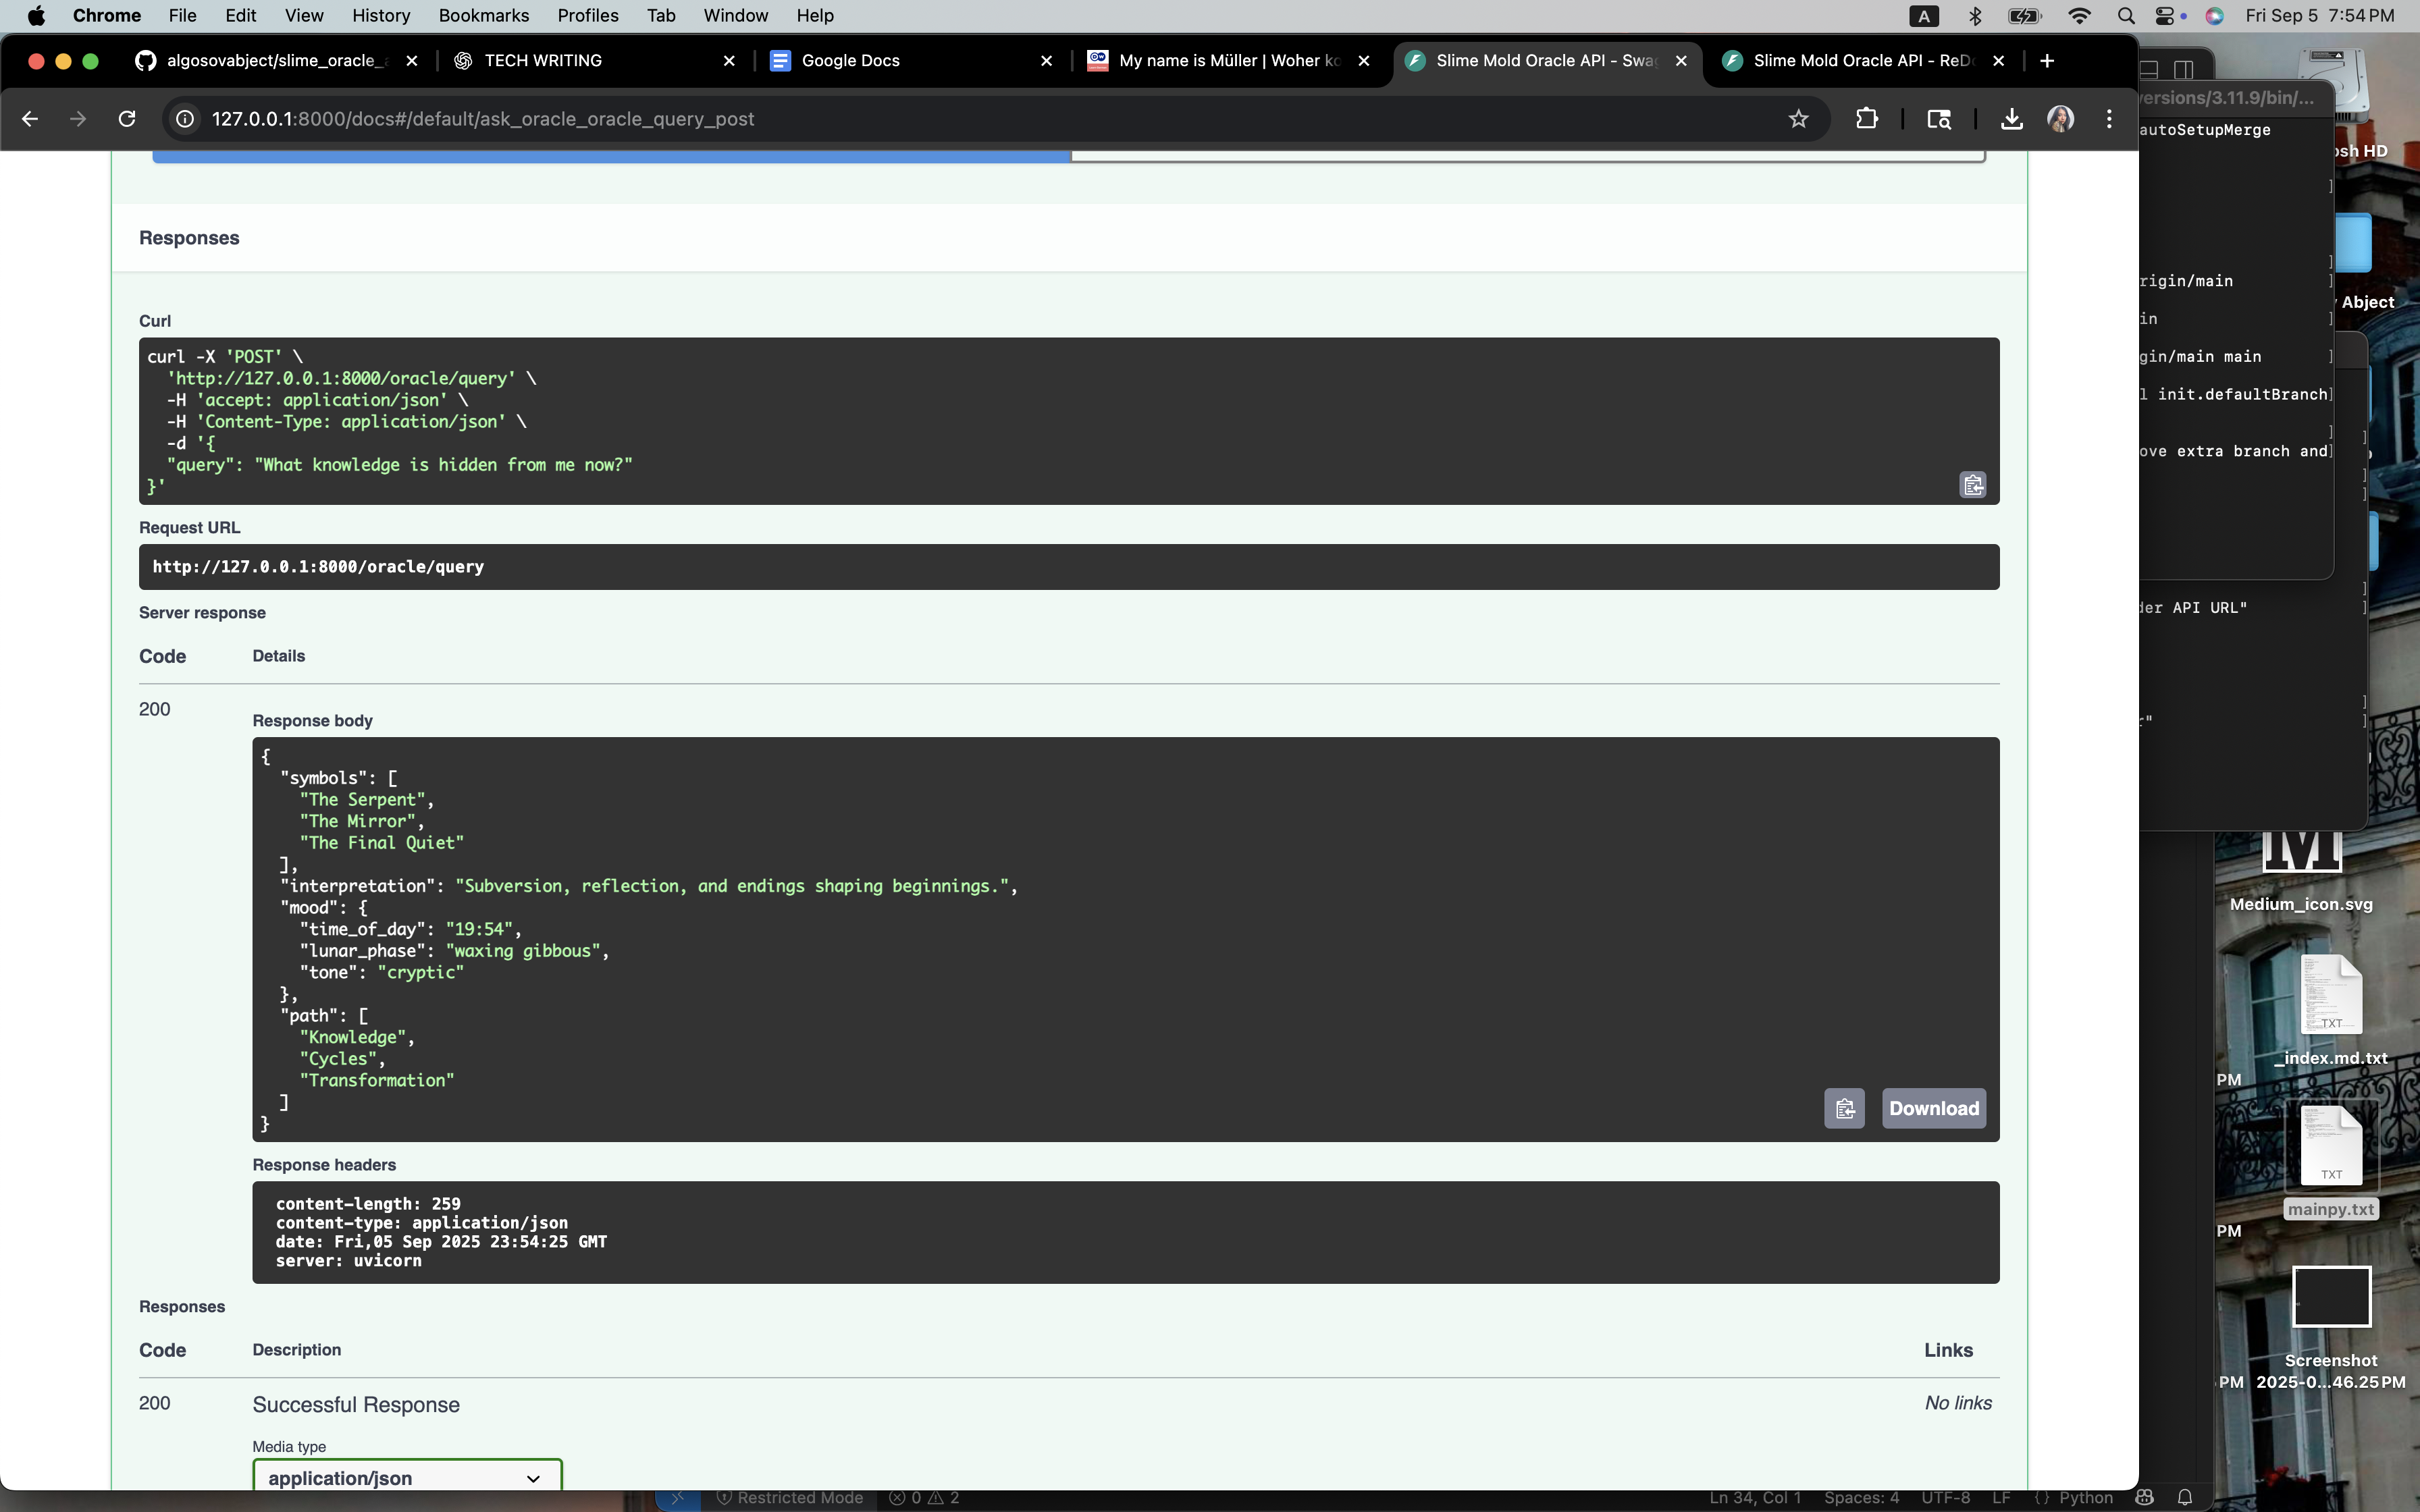 Chrome File Edit View History Bookmarks Profiles Tab Window Help
A Fri Sep 5 7:54 PM
algosovabject/slime_oracle_
TECH WRITING
Google Docs
My name is Müller | Woher
Slime Mold Oracle API - Swa
Slime Mold Oracle API - ReD
127.0.0.1:8000/docs#/default/ask_oracle_oracle_query_post
Responses
Curl
curl -X 'POST' \
'http://127.0.0.1:8000/oracle/query' \
-H 'accept: application/json' \
-H 'Content-Type: application/json' \
-d '{
"query": "What knowledge is hidden from me now?"
}'
Request URL
http://127.0.0.1:8000/oracle/query
Server response
Code Details
200
Response body
{
"symbols": [
"The Serpent",
"The Mirror",
"The Final Quiet"
],
"interpretation": "Subversion, reflection, and endings shaping beginnings.",
"mood": {
"time_of_day": "19:54",
"lunar_phase": "waxing gibbous",
"tone": "cryptic"
},
"path": [
"Knowledge",
"Cycles",
"Transformation"
]
}
Download
Response headers
content-length: 259
content-type: application/json
date: Fri,05 Sep 2025 23:54:25 GMT
server: uvicorn
Responses
Code Description Links
200 Successful Response No links
Media type
application/json
ersions/3.11.9/bin/...
autoSetupMerge
osh HD
rigin/main
Abject
in
gin/main main
l init.defaultBranch]
ove extra branch and]
der API URL"
r"
M
Medium_icon.svg
TXT
_index.md.txt
PM
TXT
mainpy.txt
PM
Screenshot
PM 2025-0...46.25 PM
Restricted Mode 0 2 Ln 34, Col 1 Spaces: 4 UTF-8 LF {} Python